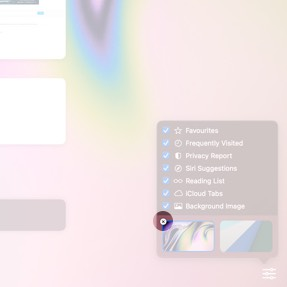 Favourites
Frequently Visited
Privacy Report
Siri Suggestions
Reading List
iCloud Tabs
Background Image